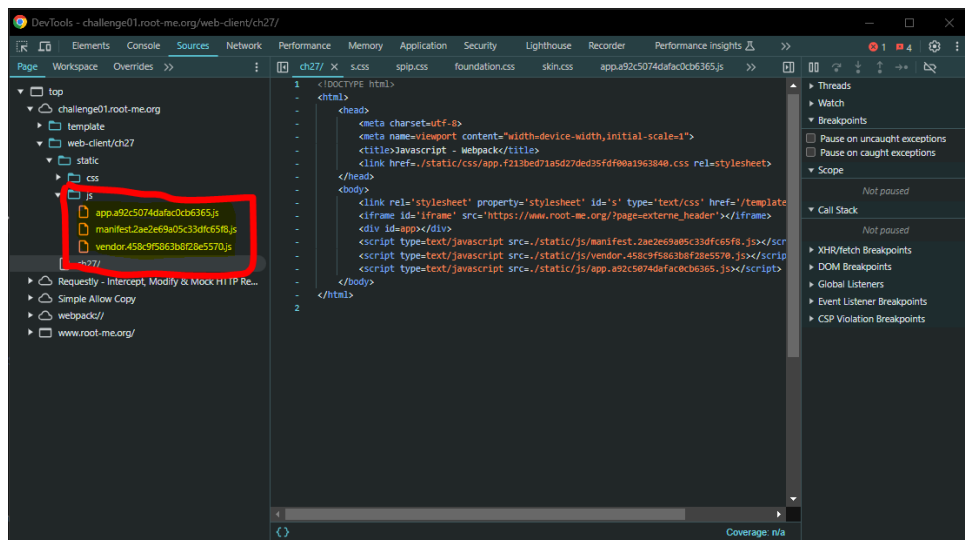 DevTools - challenge01.root-me.org/web-client/ch27/
Elements Console Sources Network Performance Memory Application Security Lighthouse Recorder Performance insights >> 1 4
Page Workspace Overrides >> ch27/ × s.css spip.css foundation.css skin.css app.a92c5074dafac0cb6365.js >>
top
challenge01.root-me.org
template
web-client/ch27
static
css
js
app.a92c5074dafac0cb6365.js
manifest.2ae2e69a05c33dfc65f8.js
vendor.458c9f5863b8f28e5570.js
ch27/
Requestly - Intercept, Modify & Mock HTTP Re...
Simple Allow Copy
webpack://
www.root-me.org/
1 <!DOCTYPE html>
- <html>
- <head>
- <meta charset=utf-8>
- <meta name=viewport content="width=device-width,initial-scale=1">
- <title>Javascript - Webpack</title>
- <link href=./static/css/app.f213bed71a5d27ded35fdf00a1963840.css rel=stylesheet>
- </head>
- <body>
- <link rel='stylesheet' property='stylesheet' id='s' type='text/css' href='/template
- <iframe id='iframe' src='https://www.root-me.org/?page=externe_header'></iframe>
- <div id=app></div>
- <script type=text/javascript src=./static/js/manifest.2ae2e69a05c33dfc65f8.js></scr
- <script type=text/javascript src=./static/js/vendor.458c9f5863b8f28e5570.js></scrip
- <script type=text/javascript src=./static/js/app.a92c5074dafac0cb6365.js></script>
- </body>
- </html>
2
Threads
Watch
Breakpoints
Pause on uncaught exceptions
Pause on caught exceptions
Scope
Not paused
Call Stack
Not paused
XHR/fetch Breakpoints
DOM Breakpoints
Global Listeners
Event Listener Breakpoints
CSP Violation Breakpoints
{} Coverage: n/a